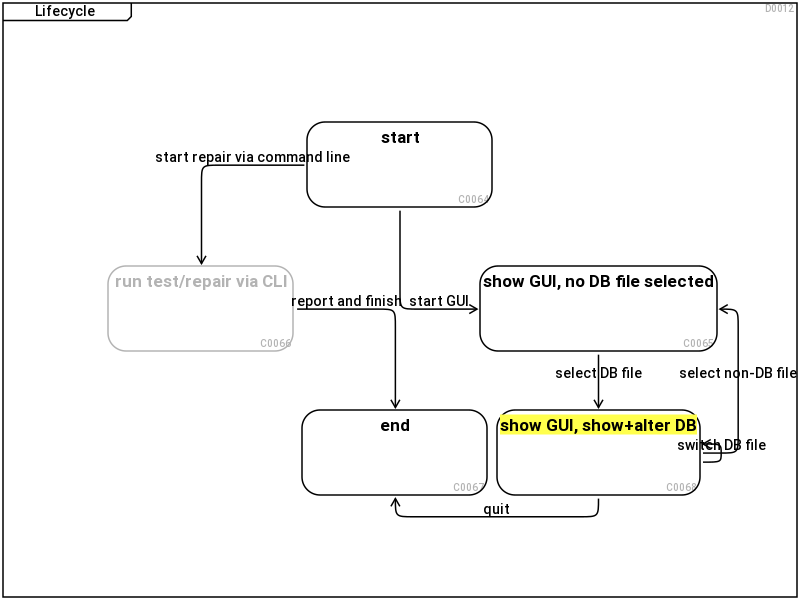 Lifecycle
D0012
start
start repair via command line
C0064
run test/repair via CLI
show GUI, no DB file selected
report and finish
start GUI
C0066
C0065
select DB file
select non-DB file
end
show GUI, show+alter DB
switch DB file
C0067
C0068
quit